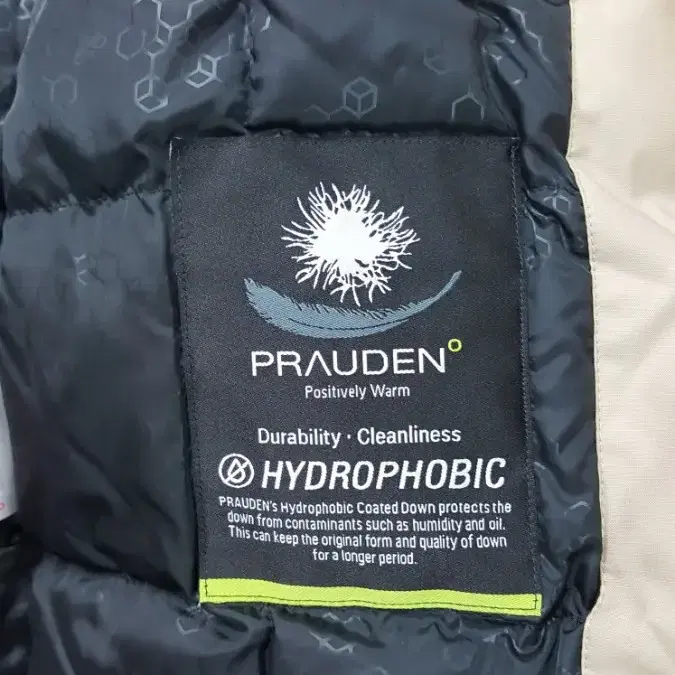 PRAUDEN°
Positively Warm
Durability · Cleanliness
HYDROPHOBIC
PRAUDEN's Hydrophobic Coated Down protects the
down from contaminants such as humidity and oil.
This can keep the original form and quality of down
for a longer period.